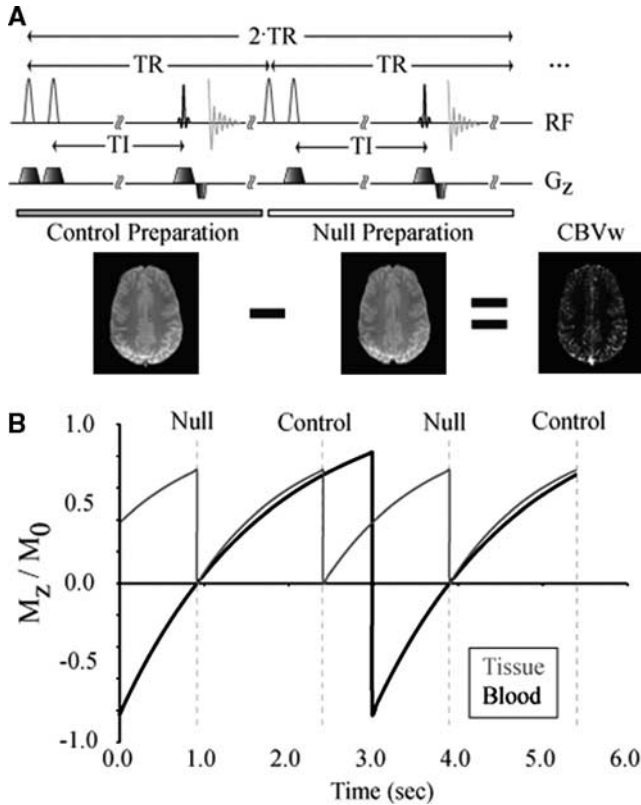 A
2·TR
TR TR ...
RF
TI TI
G_Z
Control Preparation Null Preparation CBVw
B
Null Control Null Control
1.0
0.5
0.0
-0.5
-1.0
M_Z / M_0
Tissue
Blood
0.0 1.0 2.0 3.0 4.0 5.0 6.0
Time (sec)